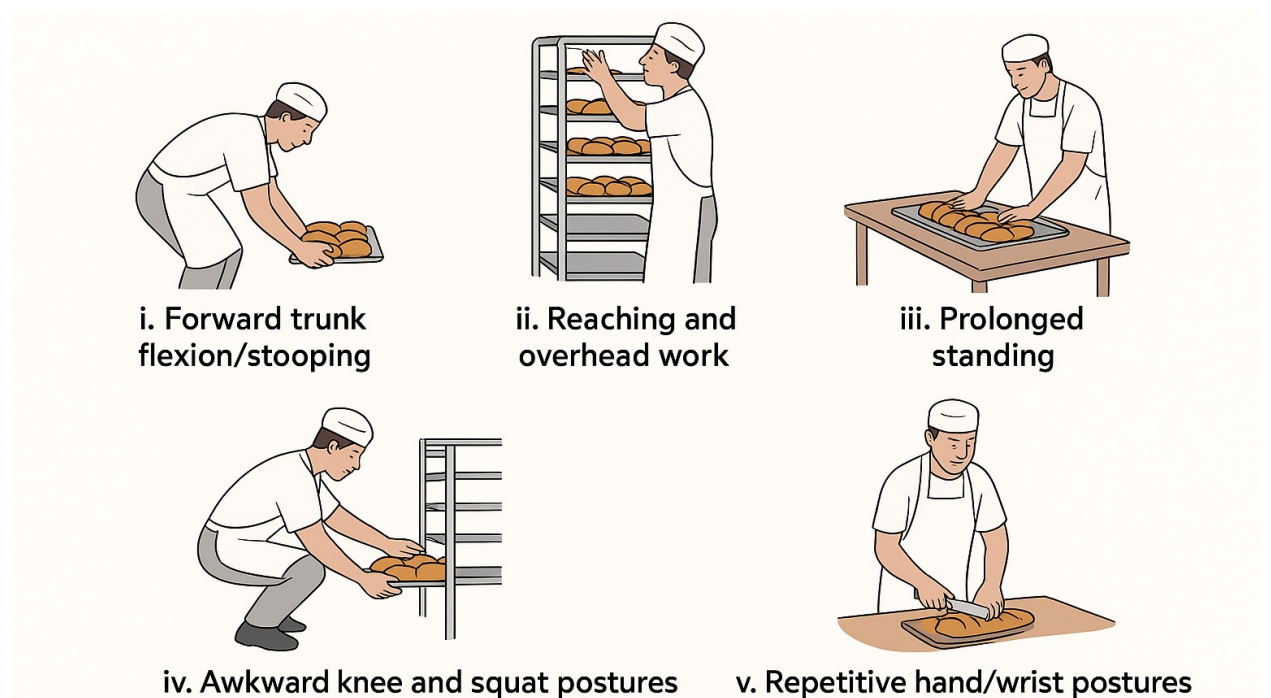 i. Forward trunk
flexion/stooping
ii. Reaching and
overhead work
iii. Prolonged
standing
iv. Awkward knee and squat postures
v. Repetitive hand/wrist postures